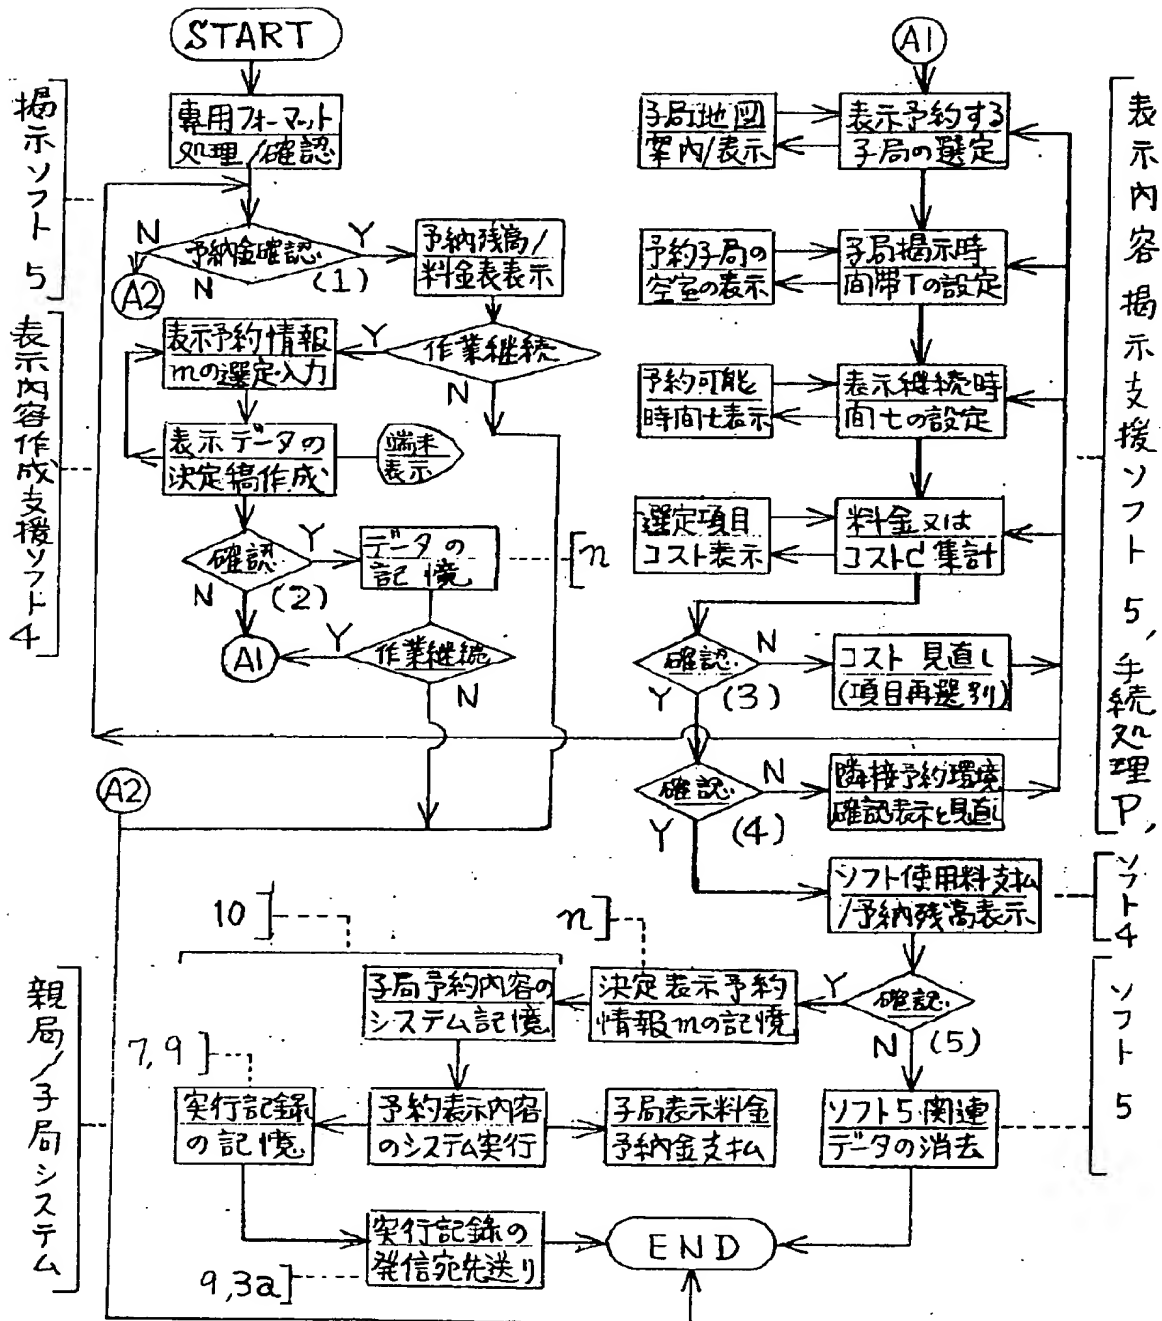 START
専用フォーマット
処理/確認
N
予納金確認
Y
N
(1)
A2
予納残高/
料金表表示
作業継続
Y
N
表示予約情報
mの選定入力
表示データの
決定稿作成
端末
表示
確認
Y
N
(2)
データの
記憶
n
作業継続
Y
N
A1
掲示ソフト 5
表示内容作成支援ソフト 4
A1
子局地図
案内/表示
表示予約する
子局の選定
予約子局の
空室の表示
子局掲示時
間帯Tの設定
予約可能
時間t表示
表示継続時
間tの設定
選定項目
コスト表示
料金又は
コストC集計
確認
N
Y
(3)
コスト見直し
(項目再選別)
確認
N
Y
(4)
隣接予約環境
確認表示と見直し
表示内容掲示支援ソフト 5,手続処理P,
ソフト使用料支払
/予納残高表示
ソフト4
確認
Y
N
(5)
ソフト5関連
データの消去
ソフト 5
A2
10
n
子局予約内容の
システム記憶
決定表示予約
情報mの記憶
7,9
実行記録
の記憶
予約表示内容
のシステム実行
子局表示料金
予納金支払
実行記録の
発信宛先送り
9,3a
END
親局/子局システム